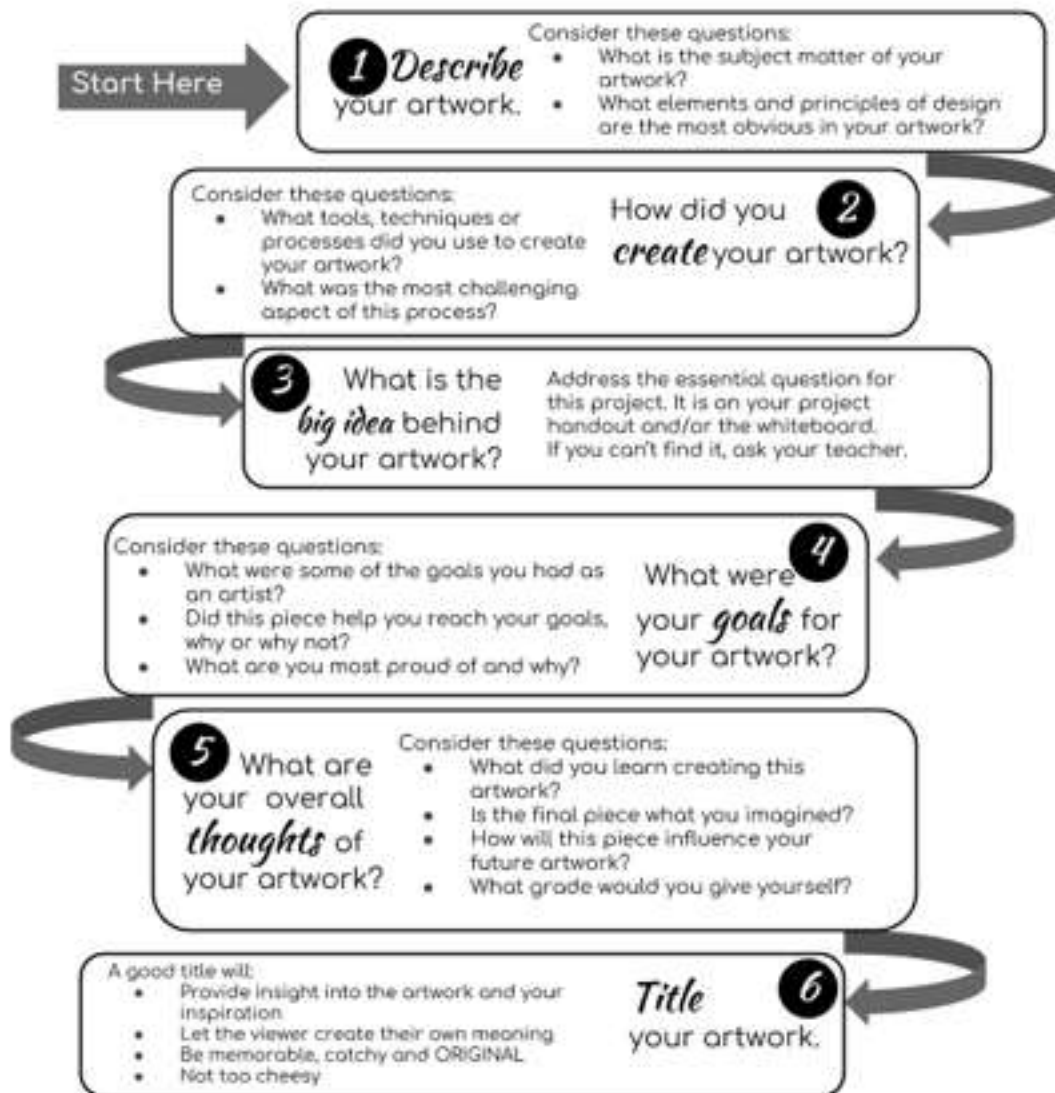 Start Here
1 Describe
your artwork.
Consider these questions:
● What is the subject matter of your
artwork?
● What elements and principles of design
are the most obvious in your artwork?
Consider these questions:
● What tools, techniques or
processes did you use to create
your artwork?
● What was the most challenging
aspect of this process?
How did you 2
create your artwork?
3 What is the
big idea behind
your artwork?
Address the essential question for
this project. It is on your project
handout and/or the whiteboard.
If you can't find it, ask your teacher.
Consider these questions:
● What were some of the goals you had as
an artist?
● Did this piece help you reach your goals,
why or why not?
● What are you most proud of and why?
4
What were
your goals for
your artwork?
5 What are
your overall
thoughts of
your artwork?
Consider these questions:
● What did you learn creating this
artwork?
● Is the final piece what you imagined?
● How will this piece influence your
future artwork?
● What grade would you give yourself?
A good title will:
● Provide insight into the artwork and your
inspiration
● Let the viewer create their own meaning
● Be memorable, catchy and ORIGINAL
● Not too cheesy
Title 6
your artwork.